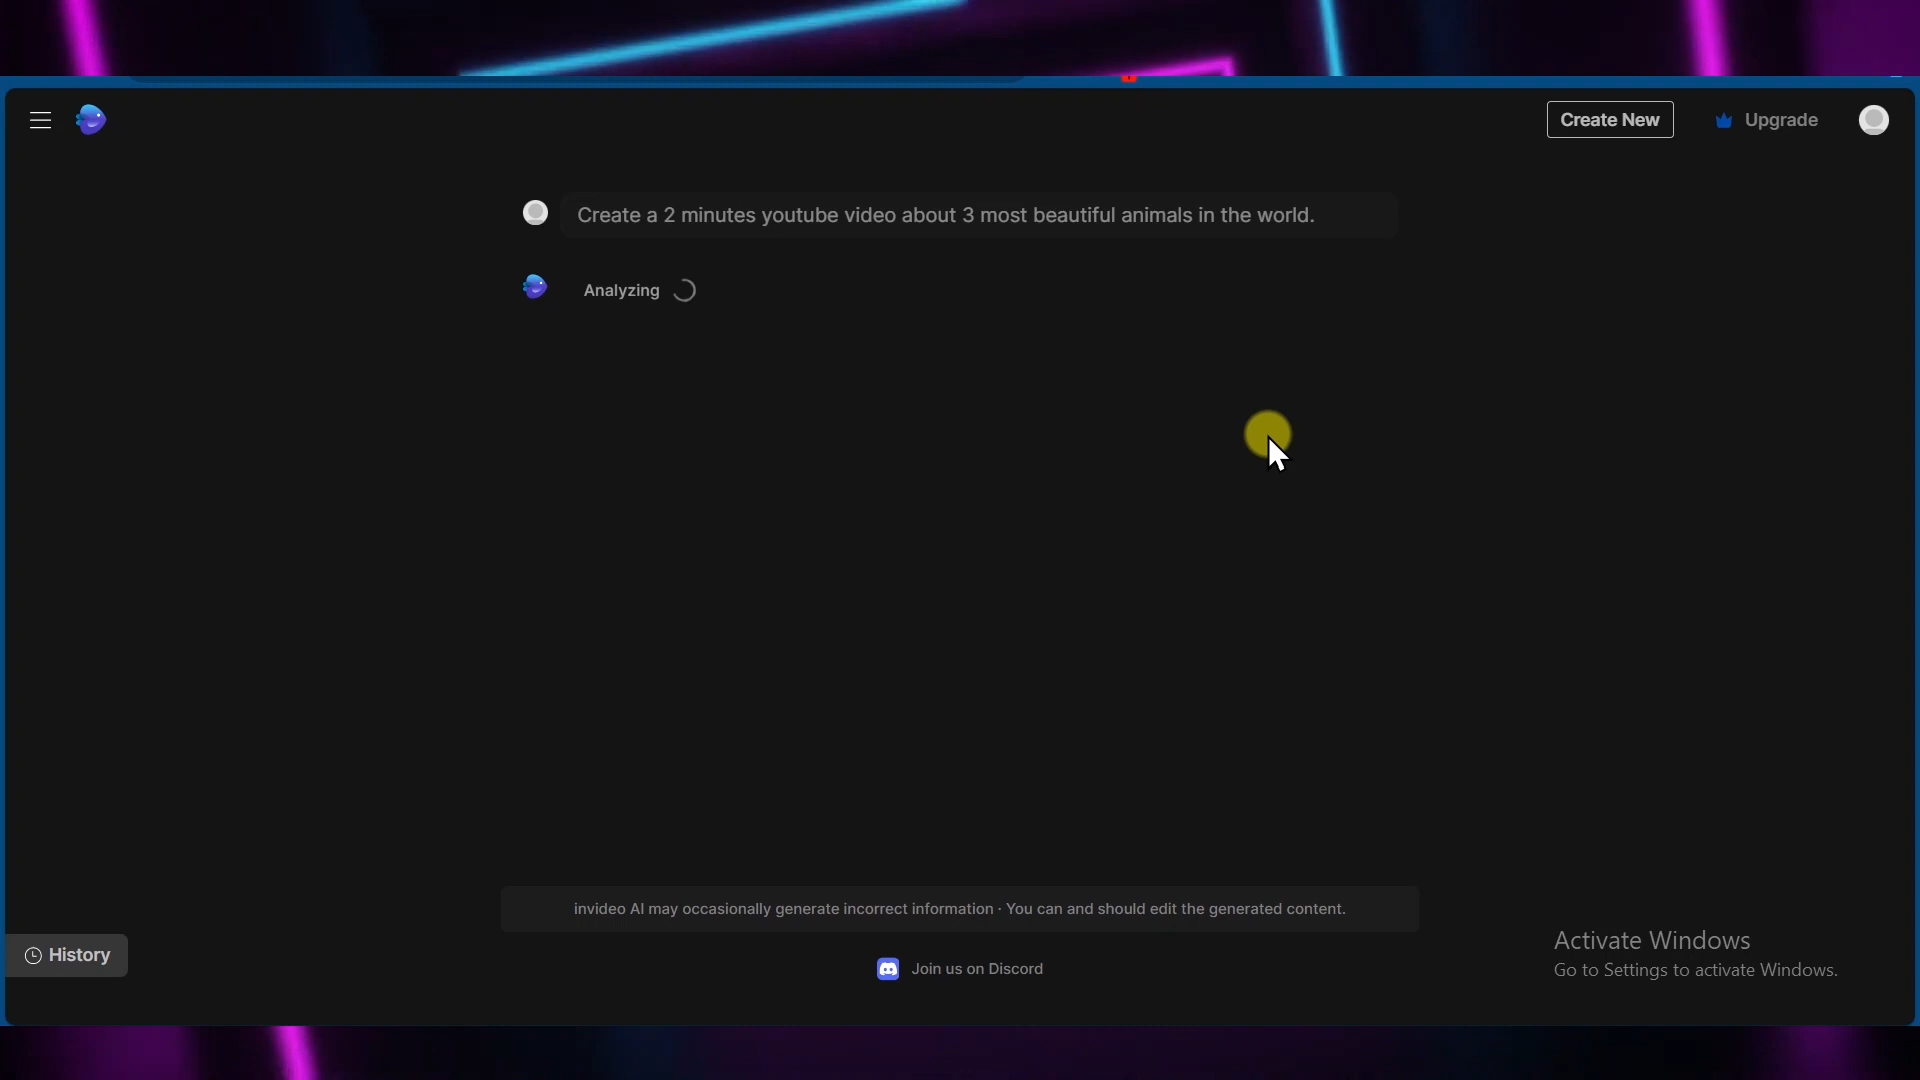 Create New
Upgrade
Create a 2 minutes youtube video about 3 most beautiful animals in the world.
Analyzing
invideo AI may occasionally generate incorrect information · You can and should edit the generated content.
History
Join us on Discord
Activate Windows
Go to Settings to activate Windows.